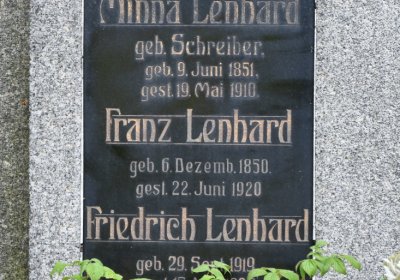 Minna Lenhard
geb. Schreiber,
geb. 9. Juni 1851,
gest. 19. Mai 1910.
Franz Lenhard
geb. 6. Dezemb. 1850.
gest. 22. Juni 1920
Friedrich Lenhard
geb. 29. Sept. 1919